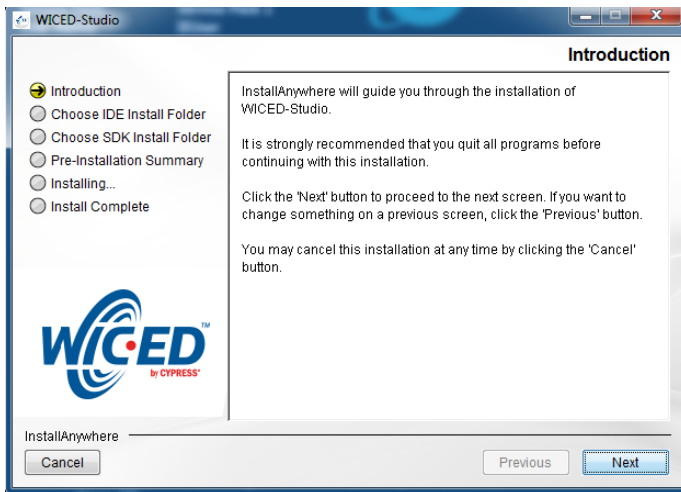 WICED-Studio
Introduction
Introduction
Choose IDE Install Folder
Choose SDK Install Folder
Pre-Installation Summary
Installing...
Install Complete
InstallAnywhere will guide you through the installation of
WICED-Studio.
It is strongly recommended that you quit all programs before
continuing with this installation.
Click the 'Next' button to proceed to the next screen. If you want to
change something on a previous screen, click the 'Previous' button.
You may cancel this installation at any time by clicking the 'Cancel'
button.
WICED™
by CYPRESS®
InstallAnywhere
Cancel
Previous
Next